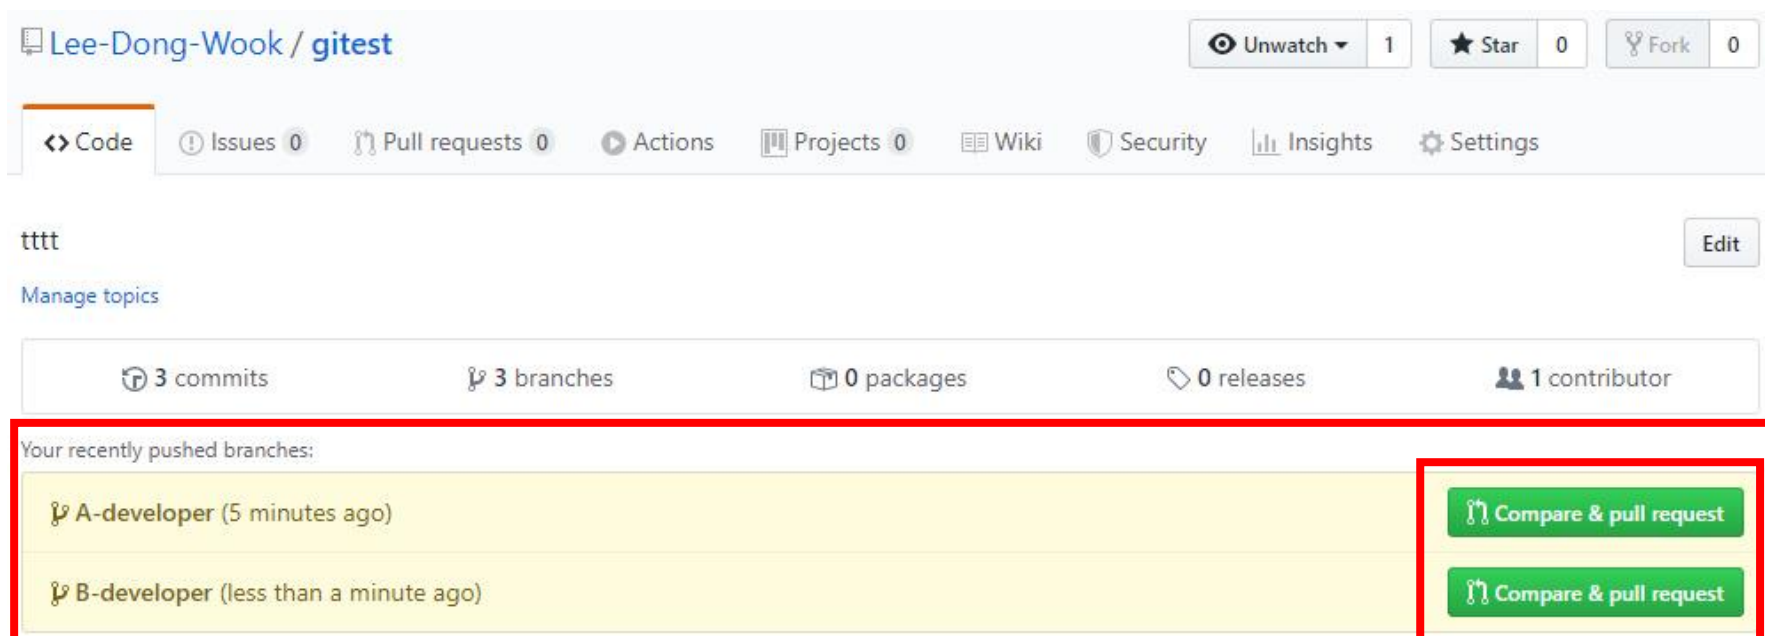 Lee-Dong-Wook / gitest
Unwatch 1 Star 0 Fork 0
Code Issues 0 Pull requests 0 Actions Projects 0 Wiki Security Insights Settings
tttt
Edit
Manage topics
3 commits 3 branches 0 packages 0 releases 1 contributor
Your recently pushed branches:
A-developer (5 minutes ago) Compare & pull request
B-developer (less than a minute ago) Compare & pull request